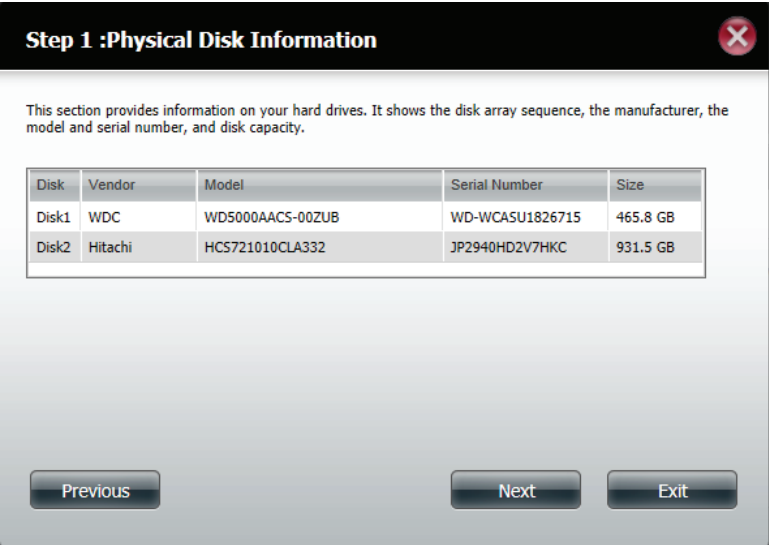 Step 1 :Physical Disk Information
This section provides information on your hard drives. It shows the disk array sequence, the manufacturer, the
model and serial number, and disk capacity.
Disk Vendor Model Serial Number Size
Disk1 WDC WD5000AACS-00ZUB WD-WCASU1826715 465.8 GB
Disk2 Hitachi HCS721010CLA332 JP2940HD2V7HKC 931.5 GB
Previous Next Exit